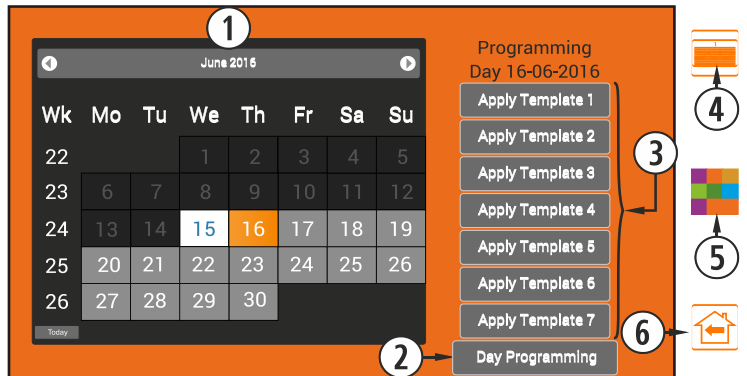 1
June 2016
Wk Mo Tu We Th Fr Sa Su
22 1 2 3 4 5
23 6 7 8 9 10 11 12
24 13 14 15 16 17 18 19
25 20 21 22 23 24 25 26
26 27 28 29 30
Today
Programming
Day 16-06-2016
Apply Template 1
Apply Template 2
Apply Template 3
Apply Template 4
Apply Template 5
Apply Template 6
Apply Template 7
Day Programming
2
3
4
5
6